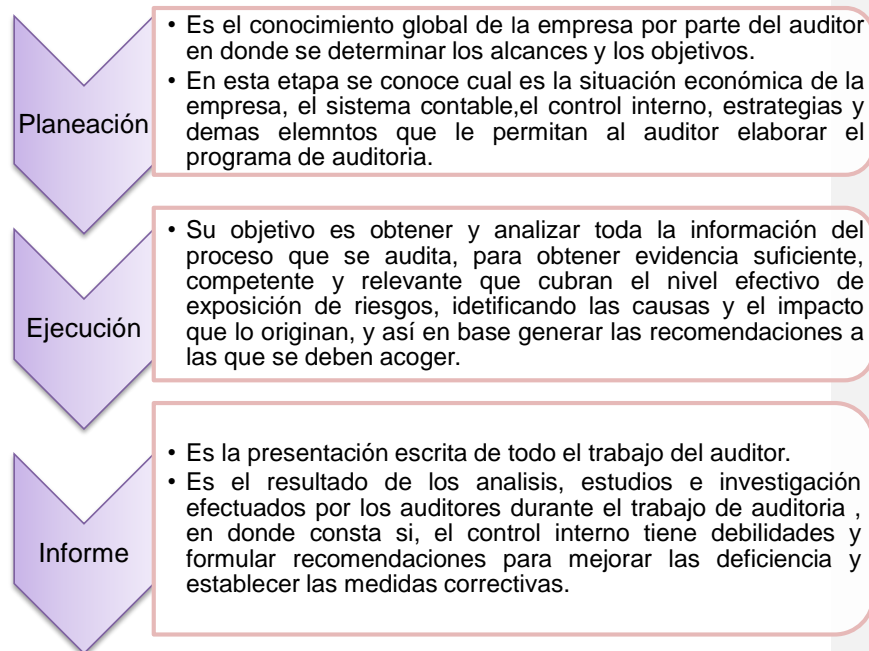 Planeación
• Es el conocimiento global de la empresa por parte del auditor
en donde se determinar los alcances y los objetivos.
• En esta etapa se conoce cual es la situación económica de la
empresa, el sistema contable,el control interno, estrategias y
demas elemntos que le permitan al auditor elaborar el
programa de auditoria.
Ejecución
• Su objetivo es obtener y analizar toda la información del
proceso que se audita, para obtener evidencia suficiente,
competente y relevante que cubran el nivel efectivo de
exposición de riesgos, idetificando las causas y el impacto
que lo originan, y así en base generar las recomendaciones a
las que se deben acoger.
Informe
• Es la presentación escrita de todo el trabajo del auditor.
• Es el resultado de los analisis, estudios e investigación
efectuados por los auditores durante el trabajo de auditoria ,
en donde consta si, el control interno tiene debilidades y
formular recomendaciones para mejorar las deficiencia y
establecer las medidas correctivas.